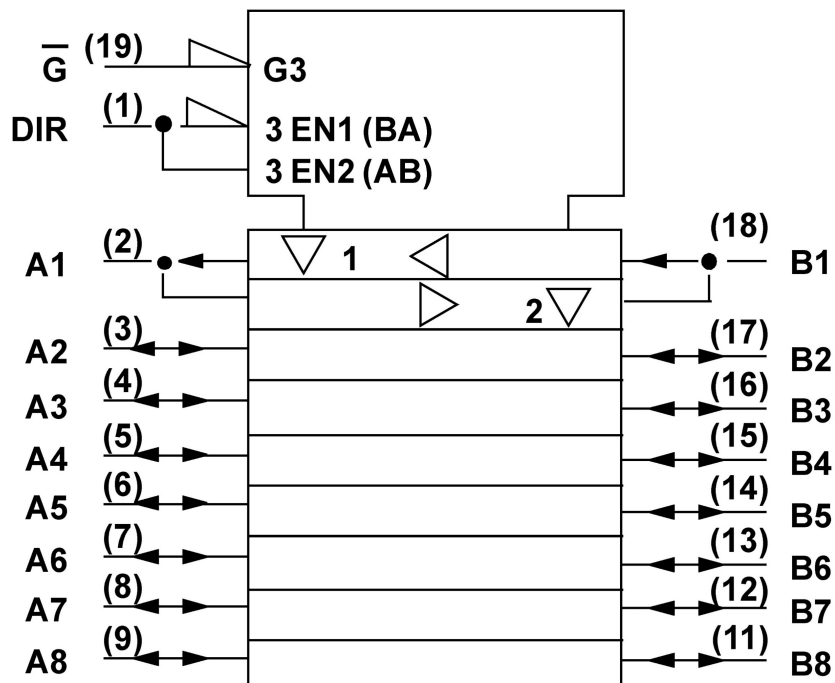 G̅ (19) G3
DIR (1) 3 EN1 (BA)
3 EN2 (AB)
A1 (2) 1 (18) B1
2
A2 (3) (17) B2
A3 (4) (16) B3
A4 (5) (15) B4
A5 (6) (14) B5
A6 (7) (13) B6
A7 (8) (12) B7
A8 (9) (11) B8